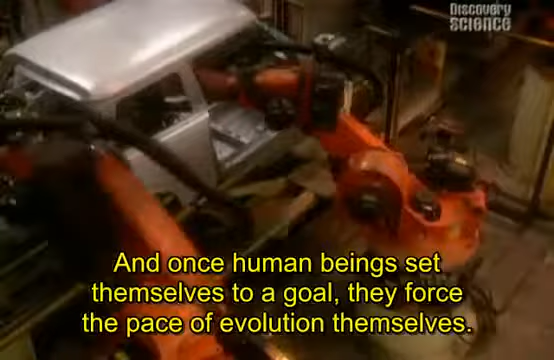 Discovery
SCIENCE
And once human beings set
themselves to a goal, they force
the pace of evolution themselves.